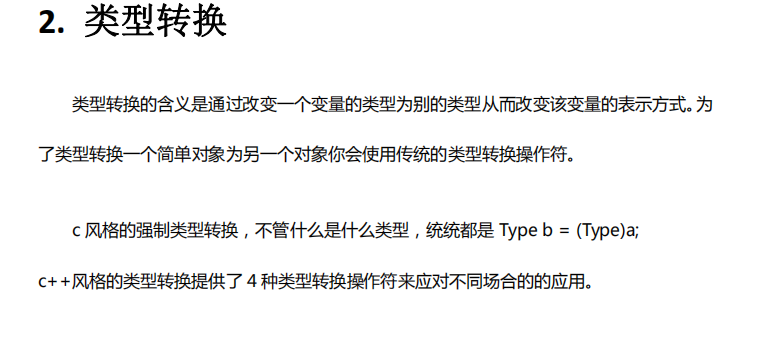 2. 类型转换
类型转换的含义是通过改变一个变量的类型为别的类型从而改变该变量的表示方式。为
了类型转换一个简单对象为另一个对象你会使用传统的类型转换操作符。
c 风格的强制类型转换，不管什么是什么类型，统统都是 Type b = (Type)a;
c++风格的类型转换提供了 4 种类型转换操作符来应对不同场合的的应用。